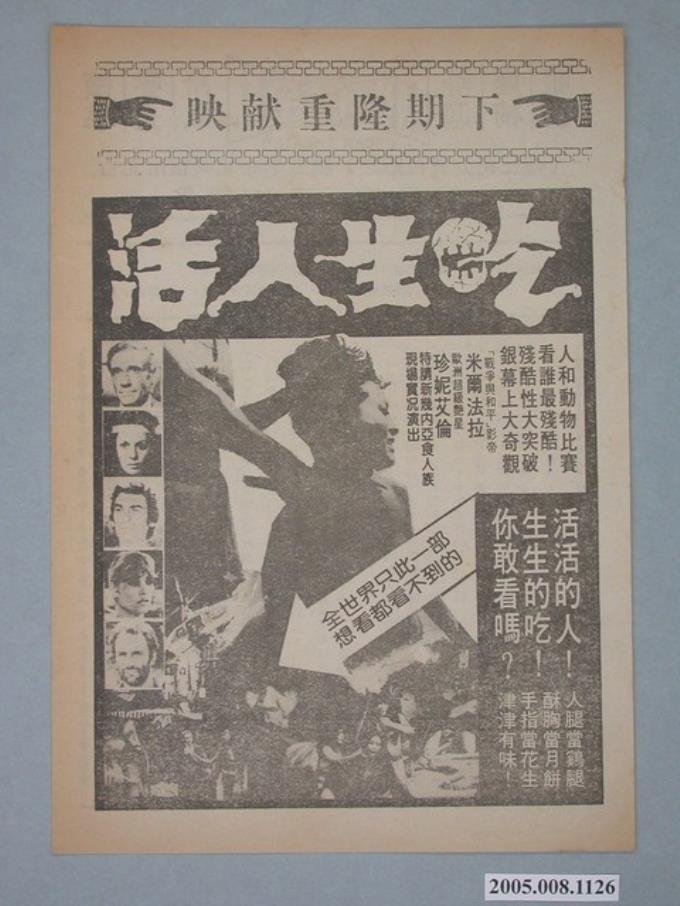 下期隆重献映
吃生人活
人和動物比賽
看誰最殘酷！
殘酷性大突破
銀幕上大奇觀
「戰爭與和平」影帝
米爾法拉
歐洲超級艷星
珍妮艾倫
特請新幾內亞食人族
現場實況演出
全世界只此一部
想看都看不到的
活活的人！
生生的吃！
你敢看嗎？
人腿當鷄腿
酥胸當月餅
手指當花生
津津有味！
2005.008.1126